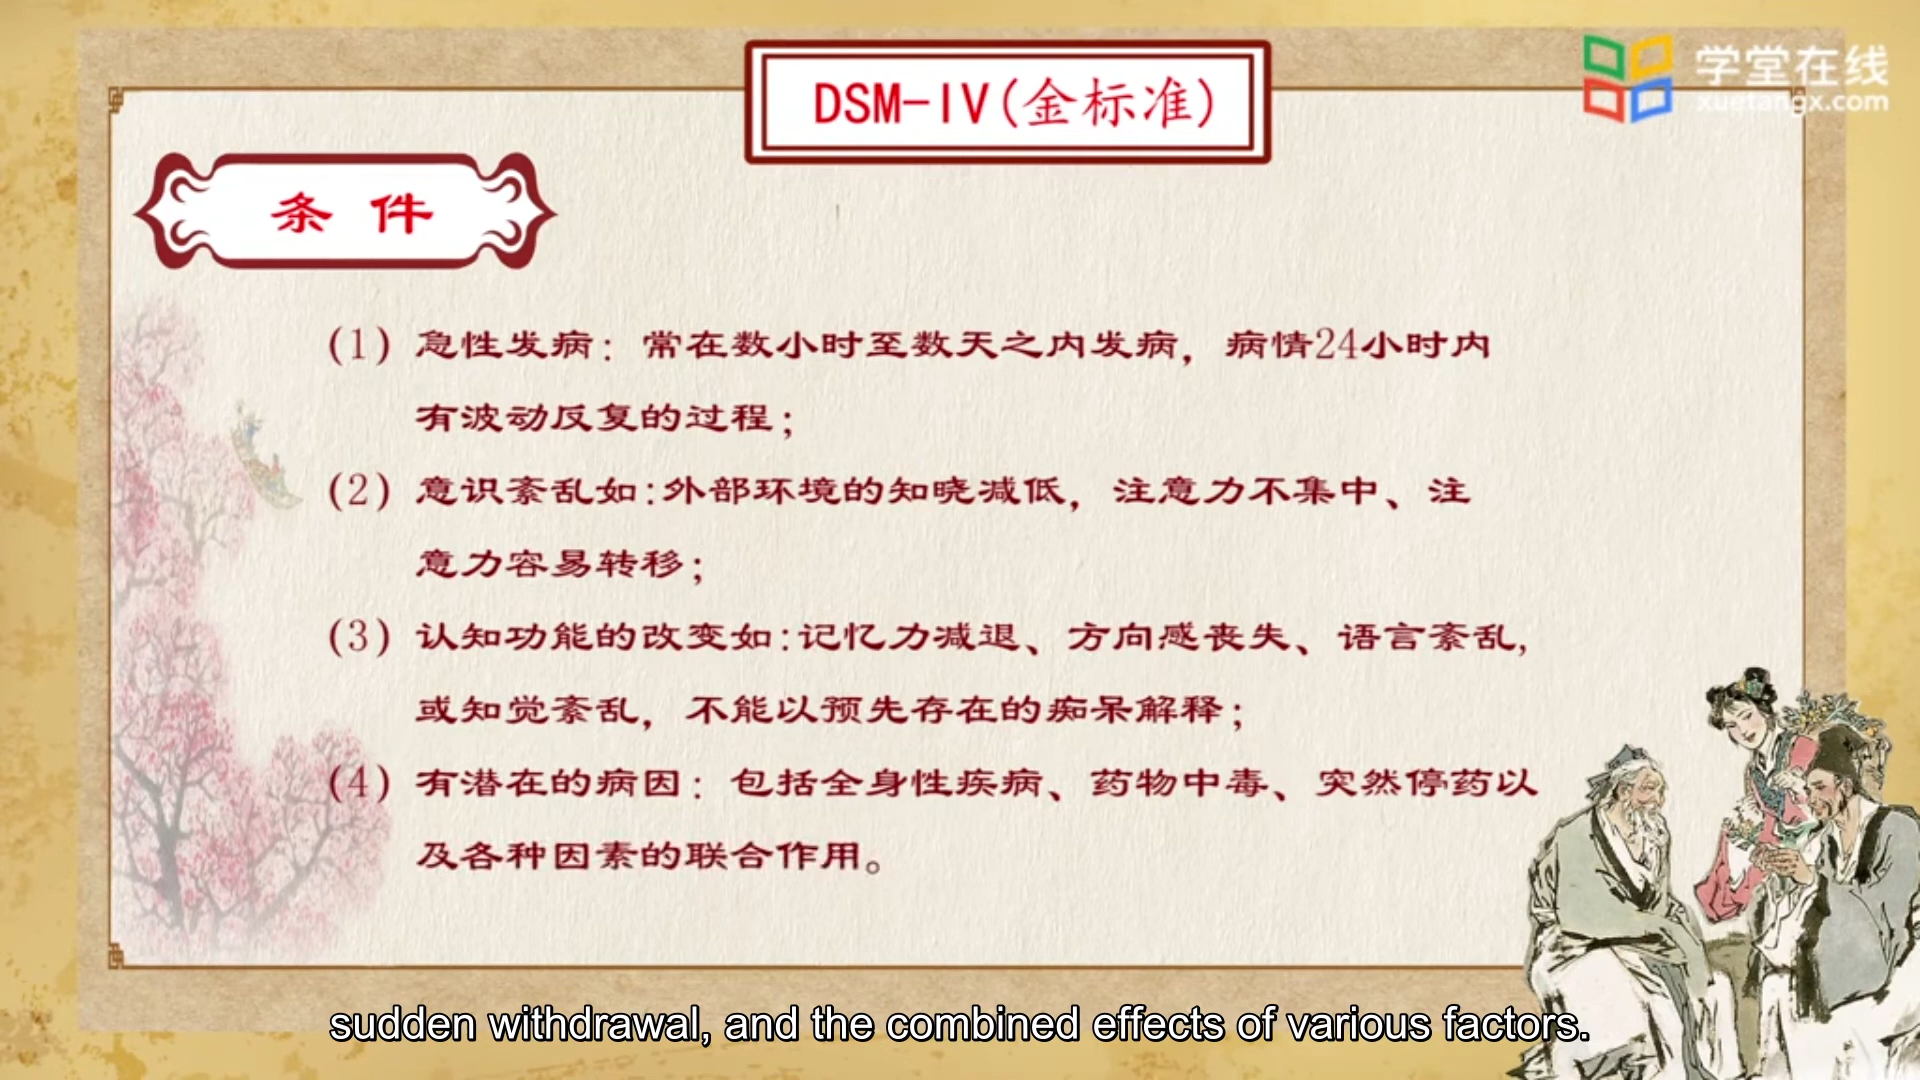 DSM-IV(金标准)
学堂在线
xuetangx.com
条 件
(1) 急性发病：常在数小时至数天之内发病，病情24小时内
有波动反复的过程；
(2) 意识紊乱如:外部环境的知晓减低，注意力不集中、注
意力容易转移；
(3) 认知功能的改变如:记忆力减退、方向感丧失、语言紊乱,
或知觉紊乱，不能以预先存在的痴呆解释；
(4) 有潜在的病因：包括全身性疾病、药物中毒、突然停药以
及各种因素的联合作用。
sudden withdrawal, and the combined effects of various factors.